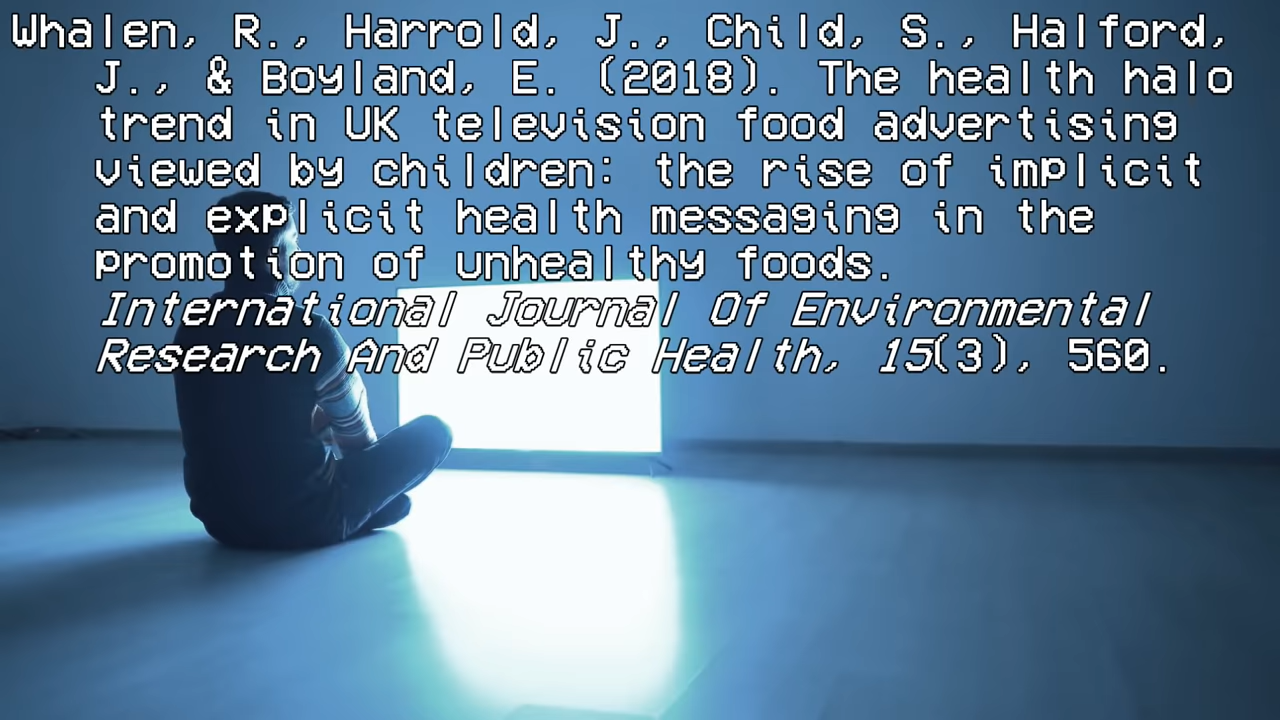 Whalen, R., Harrold, J., Child, S., Halford,
J., & Boyland, E. (2018). The health halo
trend in UK television food advertising
viewed by children: the rise of implicit
and explicit health messaging in the
promotion of unhealthy foods.
International Journal Of Environmental
Research And Public Health, 15(3), 560.